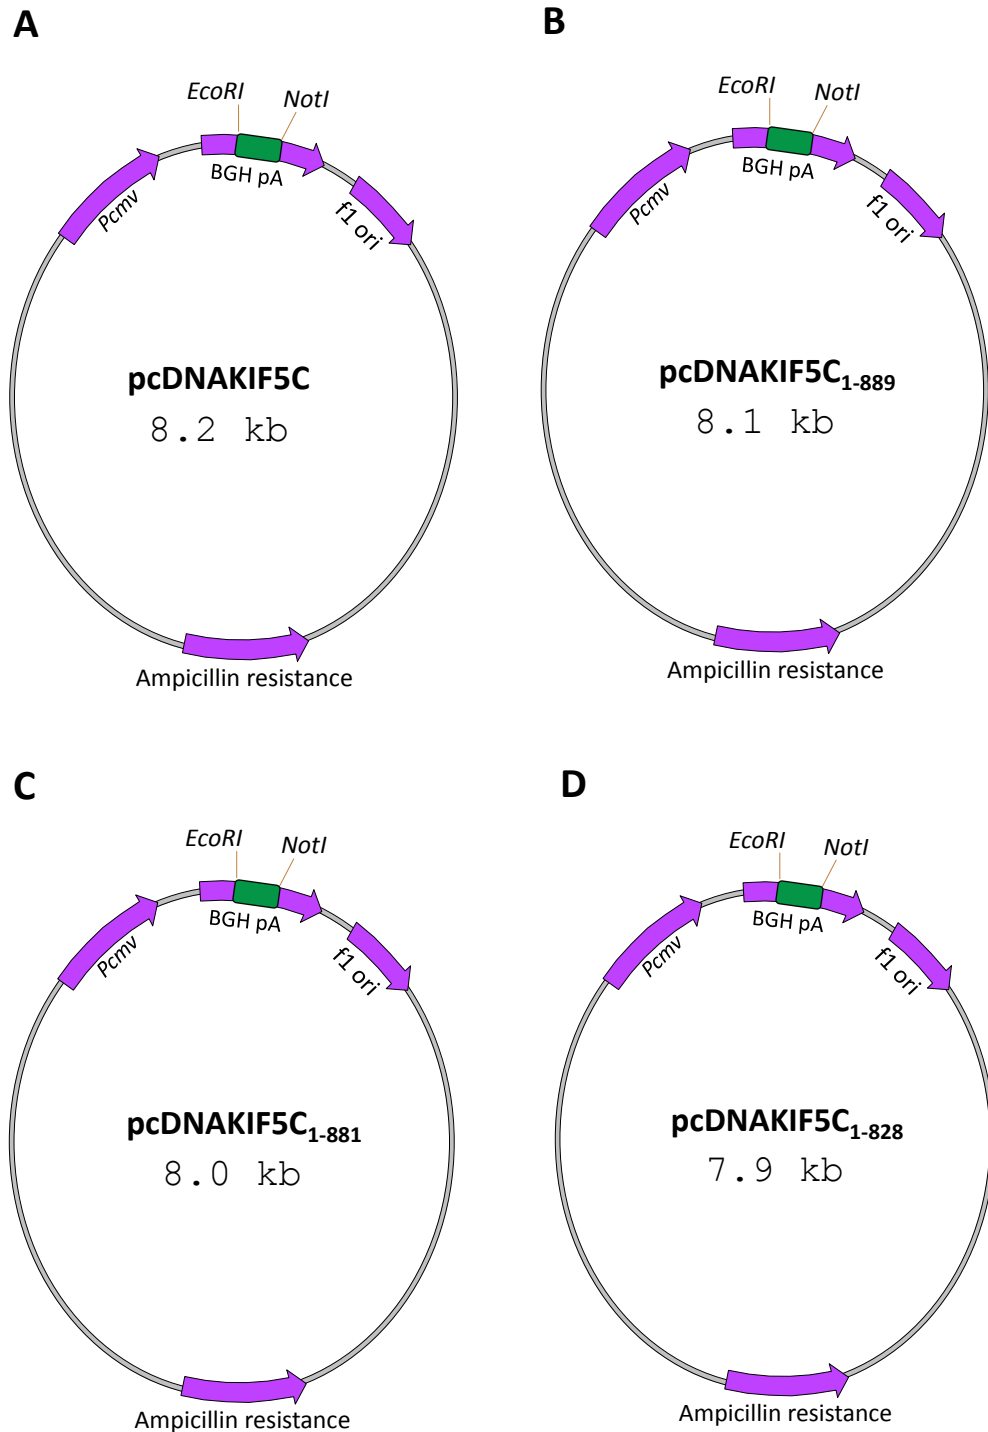 A
EcoRI
NotI
BGH pA
Pcmv
f1 ori
pcDNAKIF5C
8.2 kb
Ampicillin resistance
B
EcoRI
NotI
BGH pA
Pcmv
f1 ori
pcDNAKIF5C1-889
8.1 kb
Ampicillin resistance
C
EcoRI
NotI
BGH pA
Pcmv
f1 ori
pcDNAKIF5C1-881
8.0 kb
Ampicillin resistance
D
EcoRI
NotI
BGH pA
Pcmv
f1 ori
pcDNAKIF5C1-828
7.9 kb
Ampicillin resistance